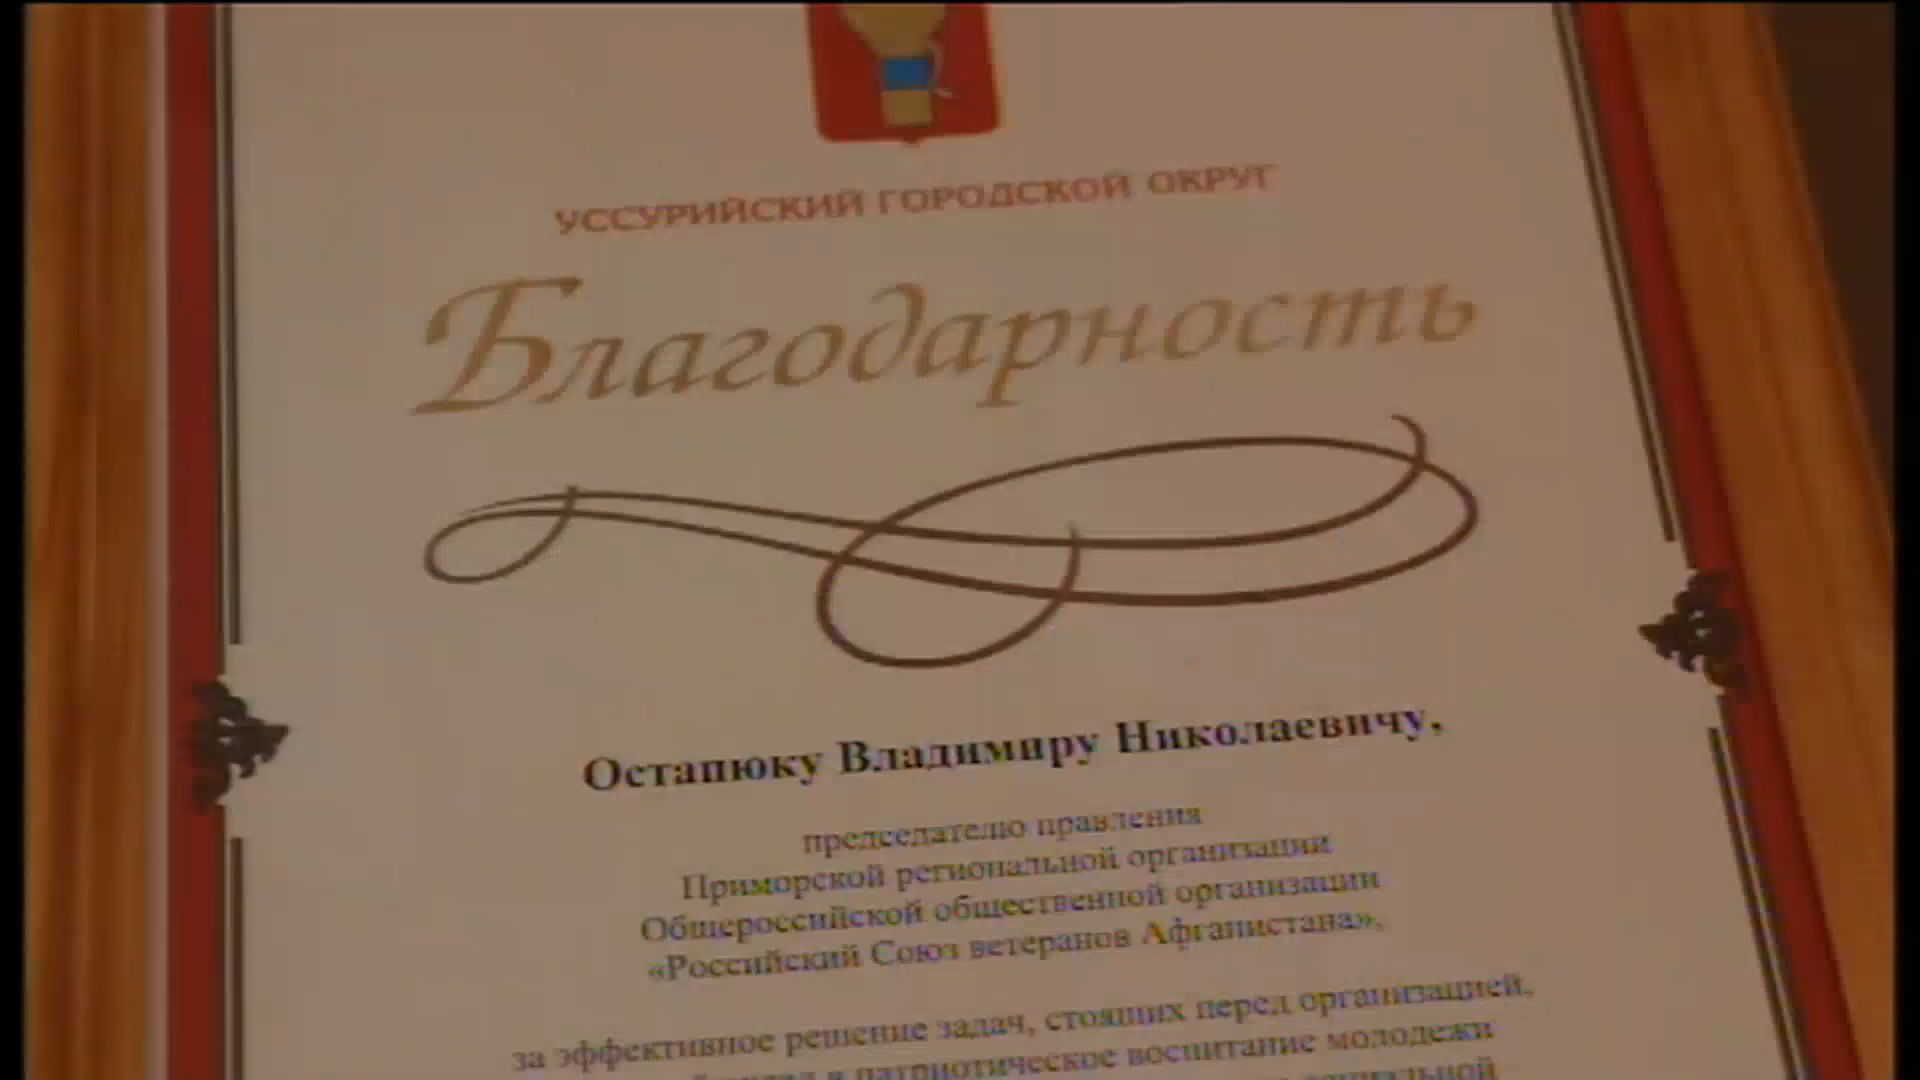 УССУРИЙСКИЙ ГОРОДСКОЙ ОКРУГ
Благодарность
Остапюку Владимиру Николаевичу,
председателю правления
Приморской региональной организации
Общероссийской общественной организации
«Российский Союз ветеранов Афганистана»,
за эффективное решение задач, стоящих перед организацией,
в патриотическое воспитание молодежи